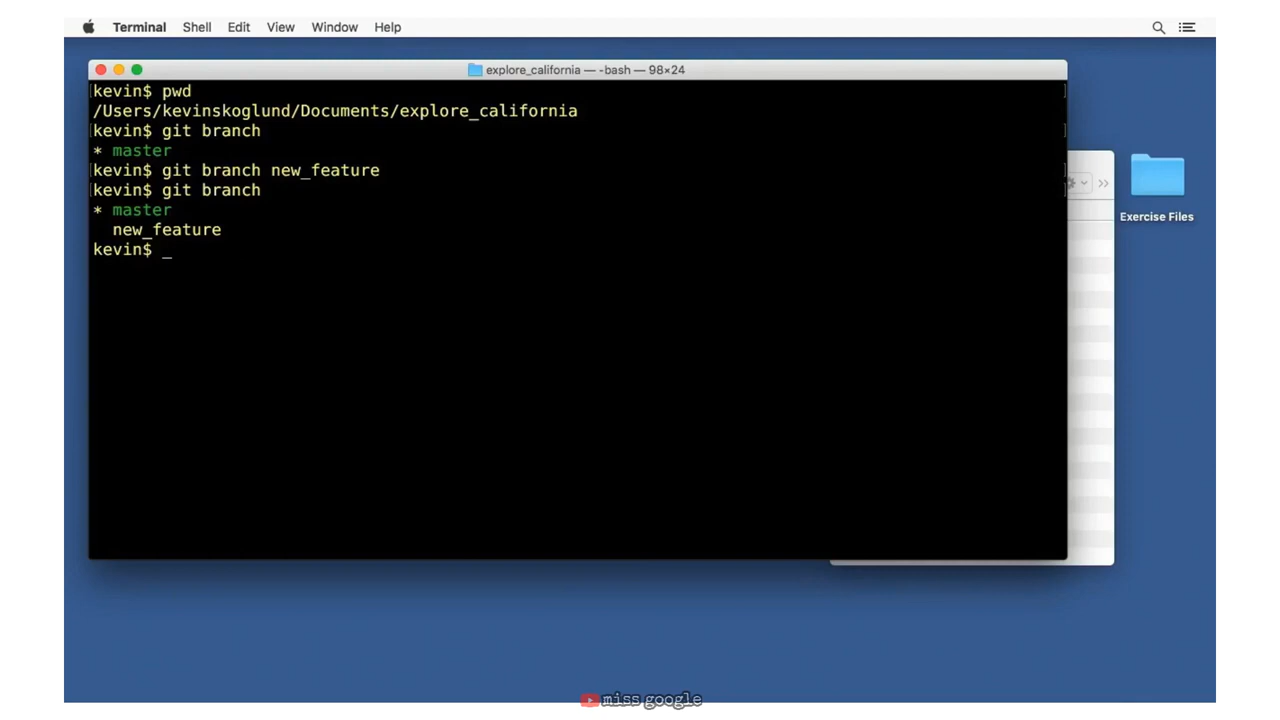 Terminal Shell Edit View Window Help
explore_california — -bash — 98×24
kevin$ pwd
/Users/kevinskoglund/Documents/explore_california
kevin$ git branch
* master
kevin$ git branch new_feature
kevin$ git branch
* master
new_feature
kevin$ _
Exercise Files
miss google